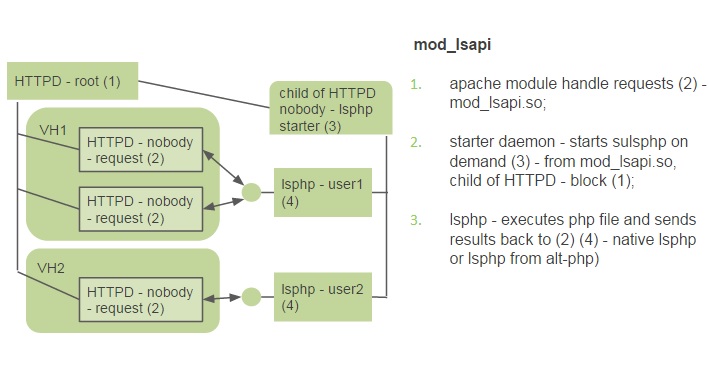 HTTPD - root (1)
child of HTTPD
nobody - lsphp
starter (3)
VH1
HTTPD - nobody
- request (2)
HTTPD - nobody
- request (2)
lsphp - user1
(4)
VH2
HTTPD - nobody
- request (2)
lsphp - user2
(4)
mod_lsapi
1. apache module handle requests (2) -
mod_lsapi.so;
2. starter daemon - starts sulsphp on
demand (3) - from mod_lsapi.so,
child of HTTPD - block (1);
3. lsphp - executes php file and sends
results back to (2) (4) - native lsphp
or lsphp from alt-php)